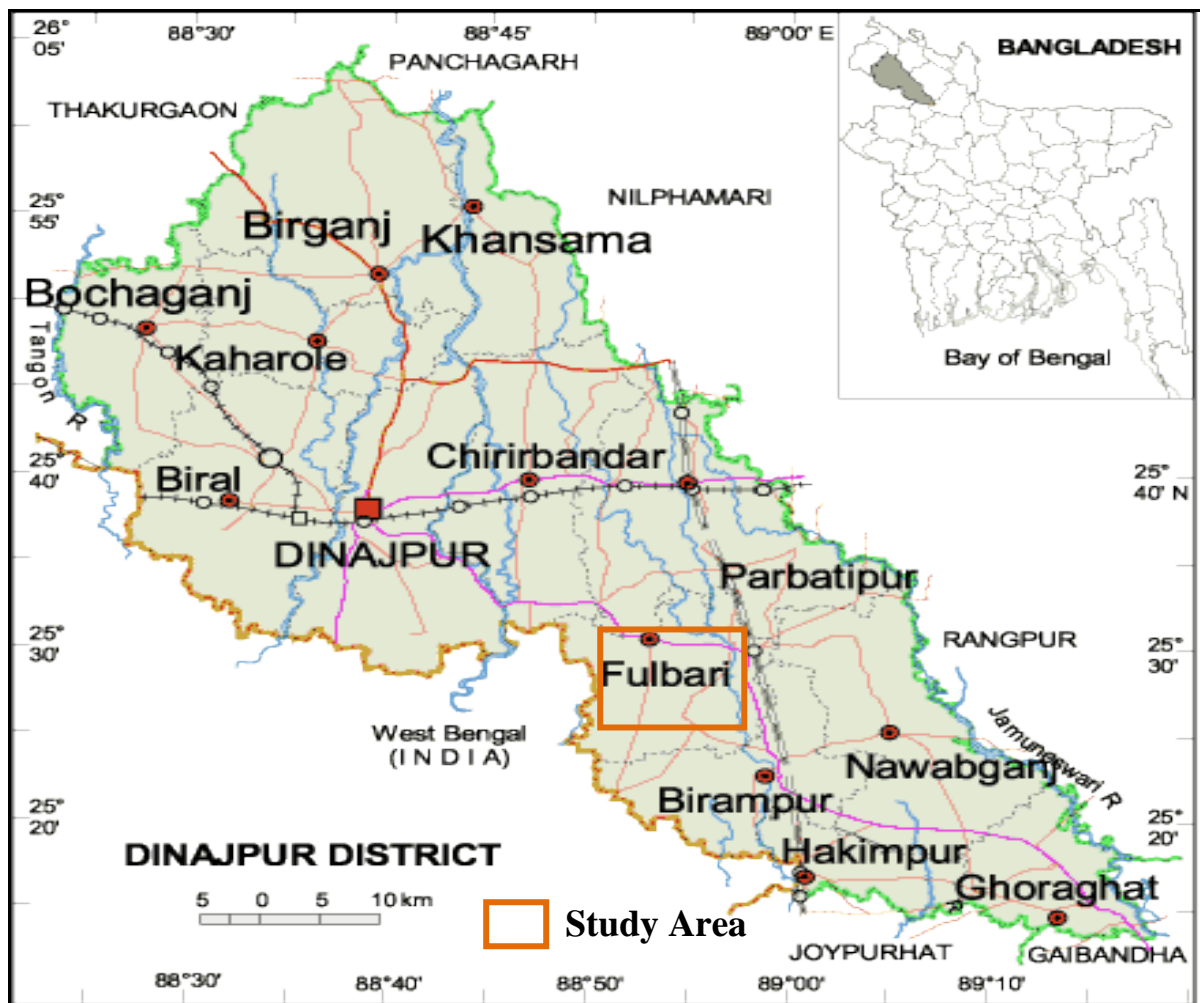 26°
05'
88°30'
88°45'
89°00' E
BANGLADESH
PANCHAGARH
THAKURGAON
NILPHAMARI
25°
55'
Birganj
Khansama
Bochaganj
Kaharole
Tangon R
Bay of Bengal
25°
40'
Biral
Chirirbandar
25°
40' N
DINAJPUR
Parbatipur
25°
30'
Fulbari
RANGPUR
25°
30'
West Bengal
(INDIA)
Jamuneswari R
Nawabganj
25°
20'
Birampur
25°
20'
DINAJPUR DISTRICT
Hakimpur
Ghoraghat
5 0 5 10 km
R
Study Area
JOYPURHAT
GAIBANDHA
88°30'
88°40'
88°50'
89°00'
89°10'